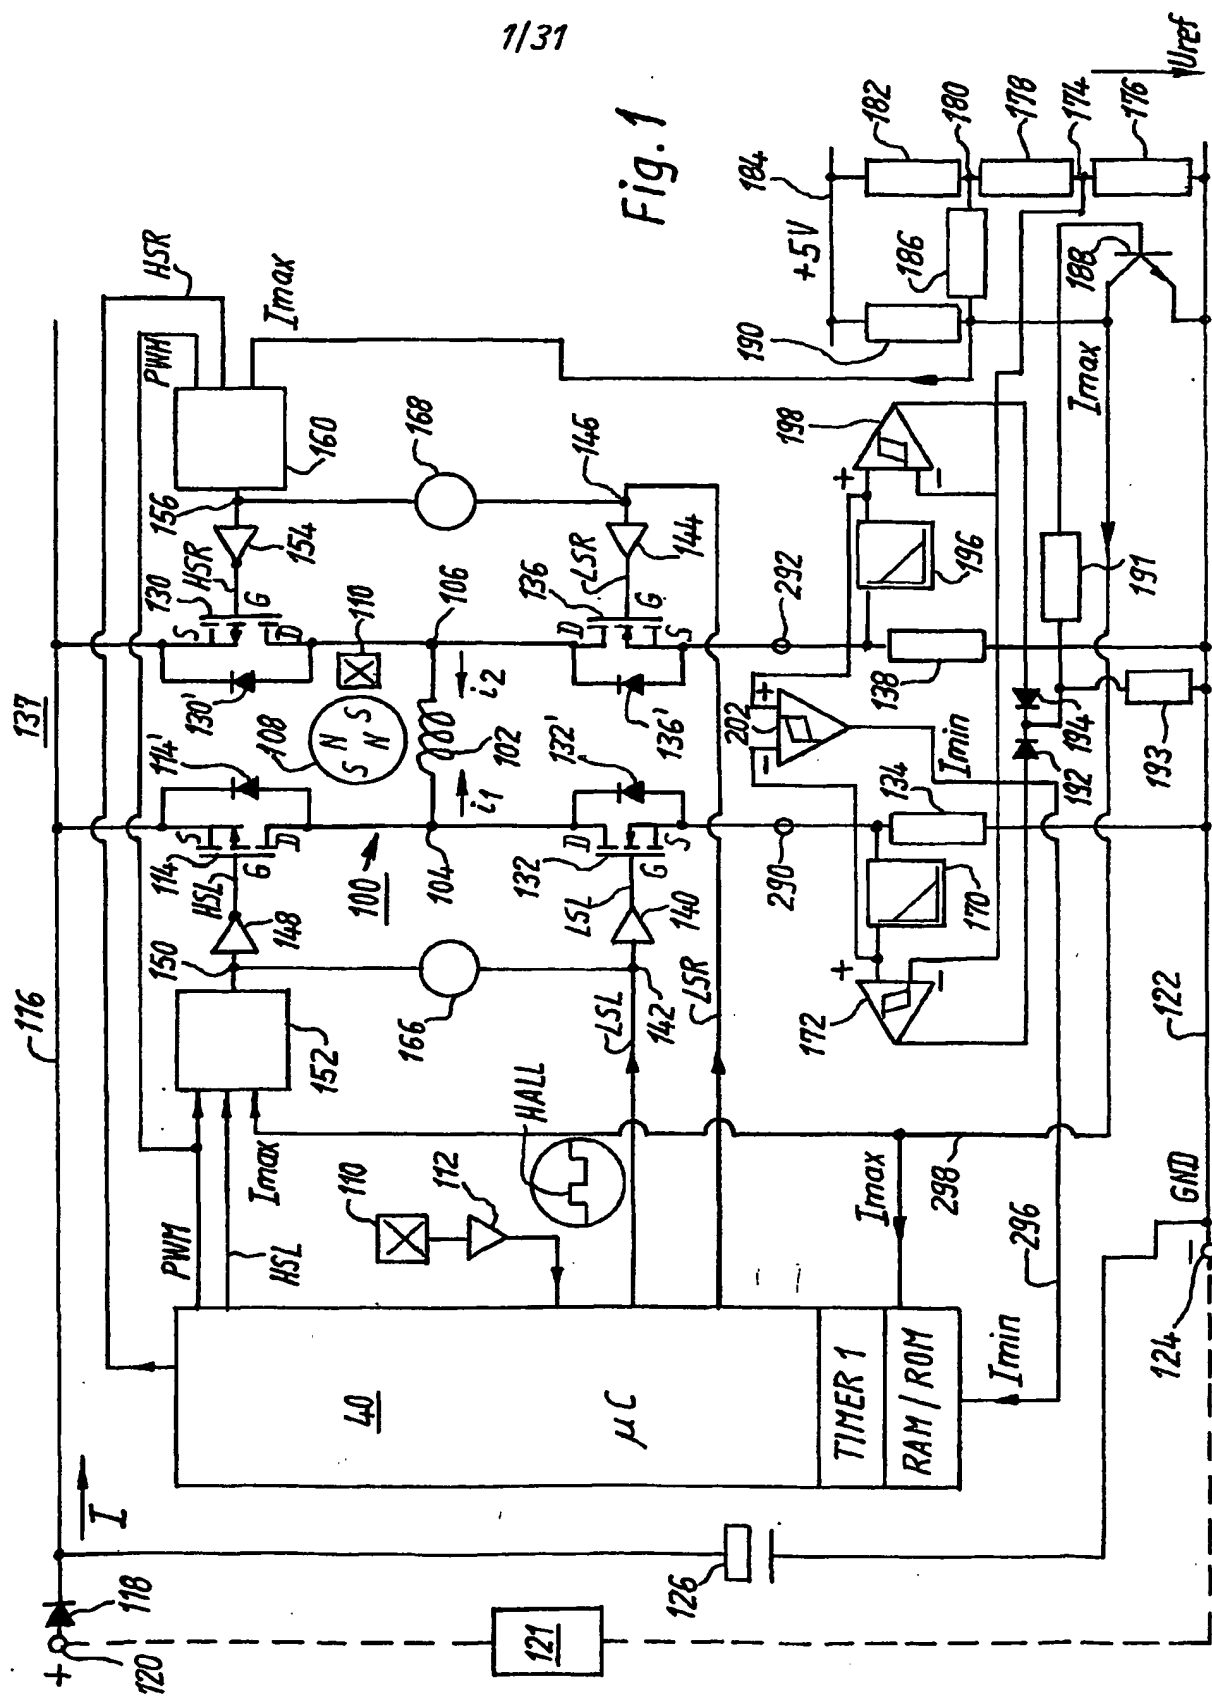 1/31
Fig. 1
137
116
I
+
120
118
121
126
40
µC
TIMER 1
RAM / ROM
PWM
HSL
Imax
152
150
148
HSL
114
S
G
D
114'
100
108
S
N
N
S
110
130'
130
S
G
D
HSR
154
156
160
PWM
HSR
Imax
168
166
104
i1
102
i2
106
132
LSL
D
G
S
132'
136'
136
D
G
S
LSR
144
146
140
142
LSL
LSR
110
112
HALL
290
292
202
-
+
Imin
134
138
170
172
+
-
196
198
+
-
192
194
193
191
Imax
188
190
+5V
184
186
182
180
178
174
176
Uref
Imax
298
296
Imin
122
GND
-
124